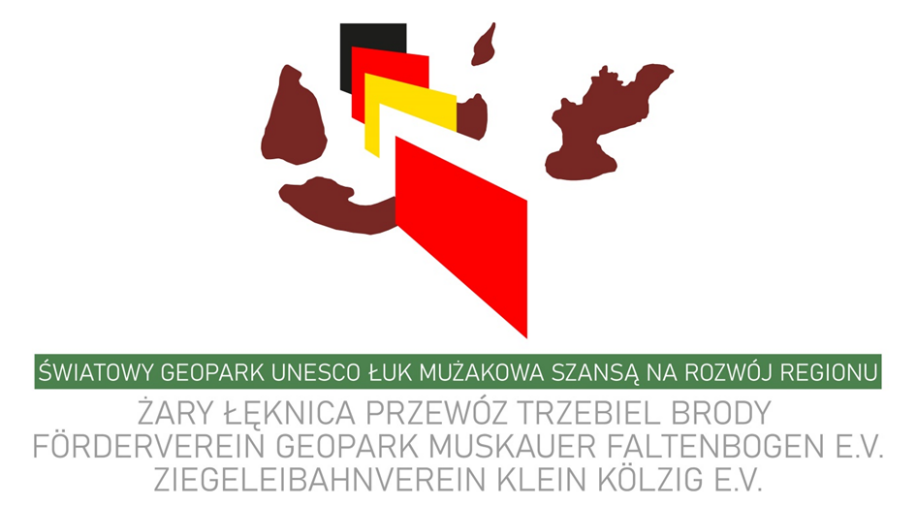 ŚWIATOWY GEOPARK UNESCO ŁUK MUŻAKOWA SZANSĄ NA ROZWÓJ REGIONU
ŻARY ŁĘKNICA PRZEWÓZ TRZEBIEL BRODY
FÖRDERVEREIN GEOPARK MUSKAUER FALTENBOGEN E.V.
ZIEGELEIBAHNVEREIN KLEIN KÖLZIG E.V.